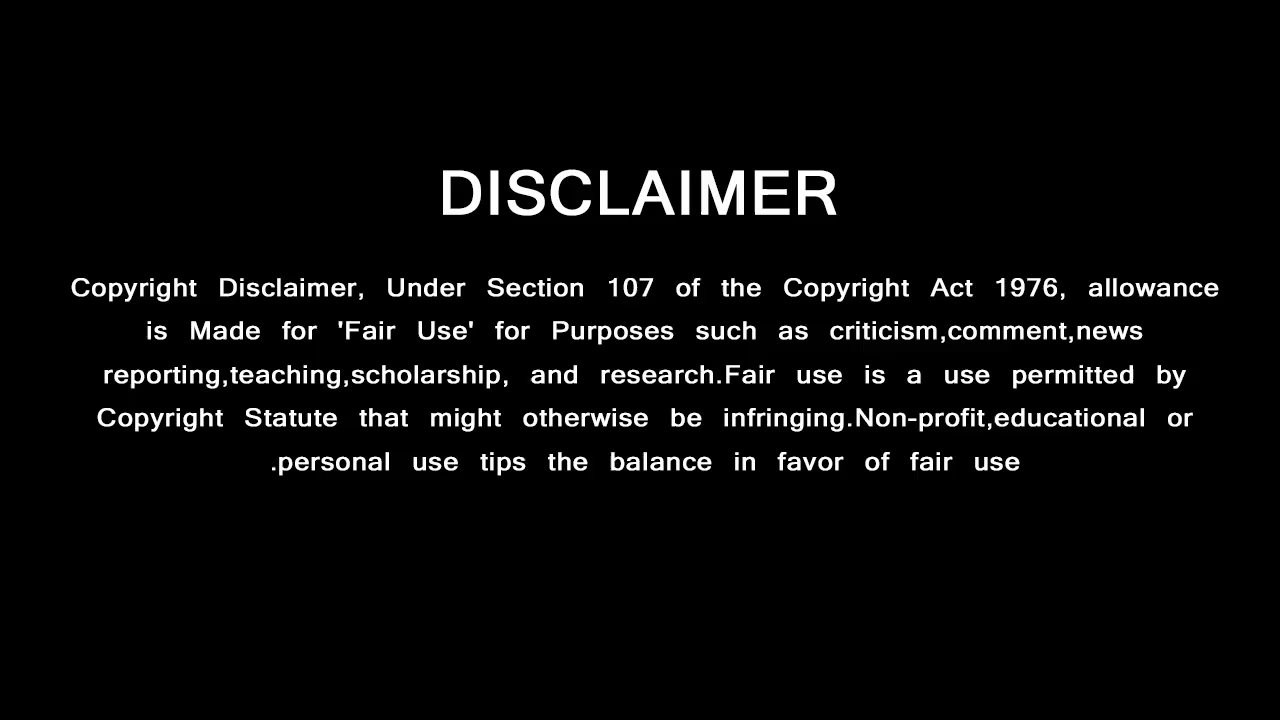 DISCLAIMER
Copyright Disclaimer, Under Section 107 of the Copyright Act 1976, allowance
is Made for 'Fair Use' for Purposes such as criticism,comment,news
reporting,teaching,scholarship, and research.Fair use is a use permitted by
Copyright Statute that might otherwise be infringing.Non-profit,educational or
.personal use tips the balance in favor of fair use